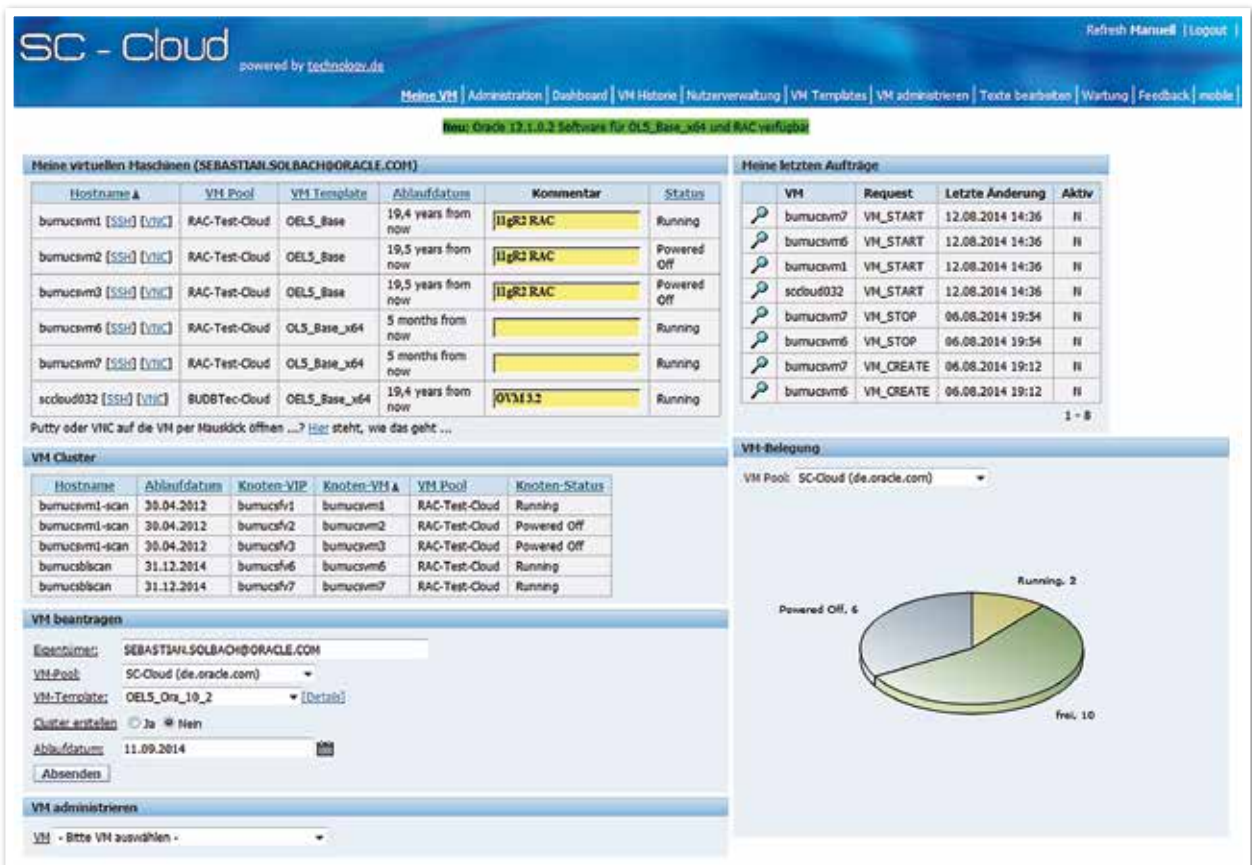 SC - Cloud
powered by technology.de
Refresh Manuell | Logout |
Meine VM | Administration | Dashboard | VM Historie | Nutzerverwaltung | VM Templates | VM administrieren | Texte bearbeiten | Wartung | Feedback | mobile |
Neu: Oracle 12.1.0.2 Software für OL5_Base_x64 und RAC verfügbar
Meine virtuellen Maschinen (SEBASTIAN.SOLBACH@ORACLE.COM)
Hostname ▲ VM Pool VM Template Ablaufdatum Kommentar Status
bumucsvm1 [SSH] [VNC] RAC-Test-Cloud OEL5_Base 19,4 years from now 11gR2 RAC Running
bumucsvm2 [SSH] [VNC] RAC-Test-Cloud OEL5_Base 19,5 years from now 11gR2 RAC Powered Off
bumucsvm3 [SSH] [VNC] RAC-Test-Cloud OEL5_Base 19,5 years from now 11gR2 RAC Powered Off
bumucsvm6 [SSH] [VNC] RAC-Test-Cloud OL5_Base_x64 5 months from now Running
bumucsvm7 [SSH] [VNC] RAC-Test-Cloud OL5_Base_x64 5 months from now Running
sccloud032 [SSH] [VNC] BUDBTec-Cloud OEL5_Base_x64 19,4 years from now OVM 3.2 Running
Putty oder VNC auf die VM per Mausklick öffnen ...? Hier steht, wie das geht ...
Meine letzten Aufträge
VM Request Letzte Änderung Aktiv
bumucsvm7 VM_START 12.08.2014 14:36 N
bumucsvm6 VM_START 12.08.2014 14:36 N
bumucsvm1 VM_START 12.08.2014 14:36 N
sccloud032 VM_START 12.08.2014 14:36 N
bumucsvm7 VM_STOP 06.08.2014 19:54 N
bumucsvm6 VM_STOP 06.08.2014 19:54 N
bumucsvm7 VM_CREATE 06.08.2014 19:12 N
bumucsvm6 VM_CREATE 06.08.2014 19:12 N
1 - 8
VM Cluster
Hostname Ablaufdatum Knoten-VIP Knoten-VM ▲ VM Pool Knoten-Status
bumucsvm1-scan 30.04.2012 bumucsfv1 bumucsvm1 RAC-Test-Cloud Running
bumucsvm1-scan 30.04.2012 bumucsfv2 bumucsvm2 RAC-Test-Cloud Powered Off
bumucsvm1-scan 30.04.2012 bumucsfv3 bumucsvm3 RAC-Test-Cloud Powered Off
bumucsblscan 31.12.2014 bumucsfv6 bumucsvm6 RAC-Test-Cloud Running
bumucsblscan 31.12.2014 bumucsfv7 bumucsvm7 RAC-Test-Cloud Running
VM-Belegung
VM Pool: SC-Cloud (de.oracle.com)
Running, 2
Powered Off, 6
frei, 10
VM beantragen
Eigentümer: SEBASTIAN.SOLBACH@ORACLE.COM
VM-Pool: SC-Cloud (de.oracle.com)
VM-Template: OEL5_Ora_10_2 [Details]
Cluster erstellen Ja Nein
Ablaufdatum: 11.09.2014
Absenden
VM administrieren
VM - Bitte VM auswählen -